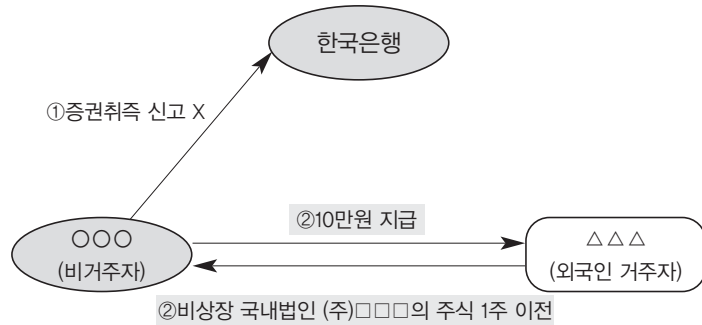 한국은행
①증권취즉 신고 X
②10만원 지급
○○○
(비거주자)
△△△
(외국인 거주자)
②비상장 국내법인 (주)□□□의 주식 1주 이전